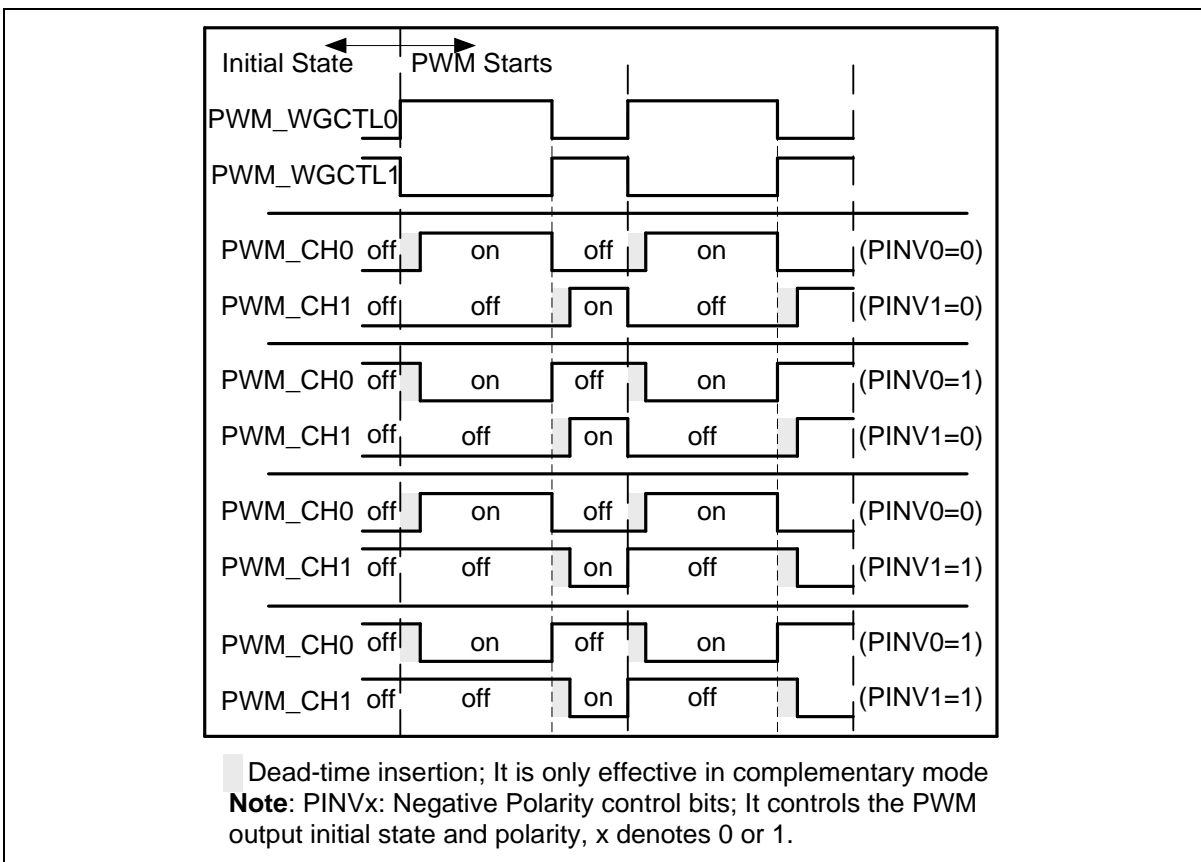 Initial State PWM Starts
PWM_WGCTL0
PWM_WGCTL1
PWM_CH0 off on off on (PINV0=0)
PWM_CH1 off off on off (PINV1=0)
PWM_CH0 off on off on (PINV0=1)
PWM_CH1 off off on off (PINV1=0)
PWM_CH0 off on off on (PINV0=0)
PWM_CH1 off off on off (PINV1=1)
PWM_CH0 off on off on (PINV0=1)
PWM_CH1 off off on off (PINV1=1)
Dead-time insertion; It is only effective in complementary mode
Note: PINVx: Negative Polarity control bits; It controls the PWM
output initial state and polarity, x denotes 0 or 1.